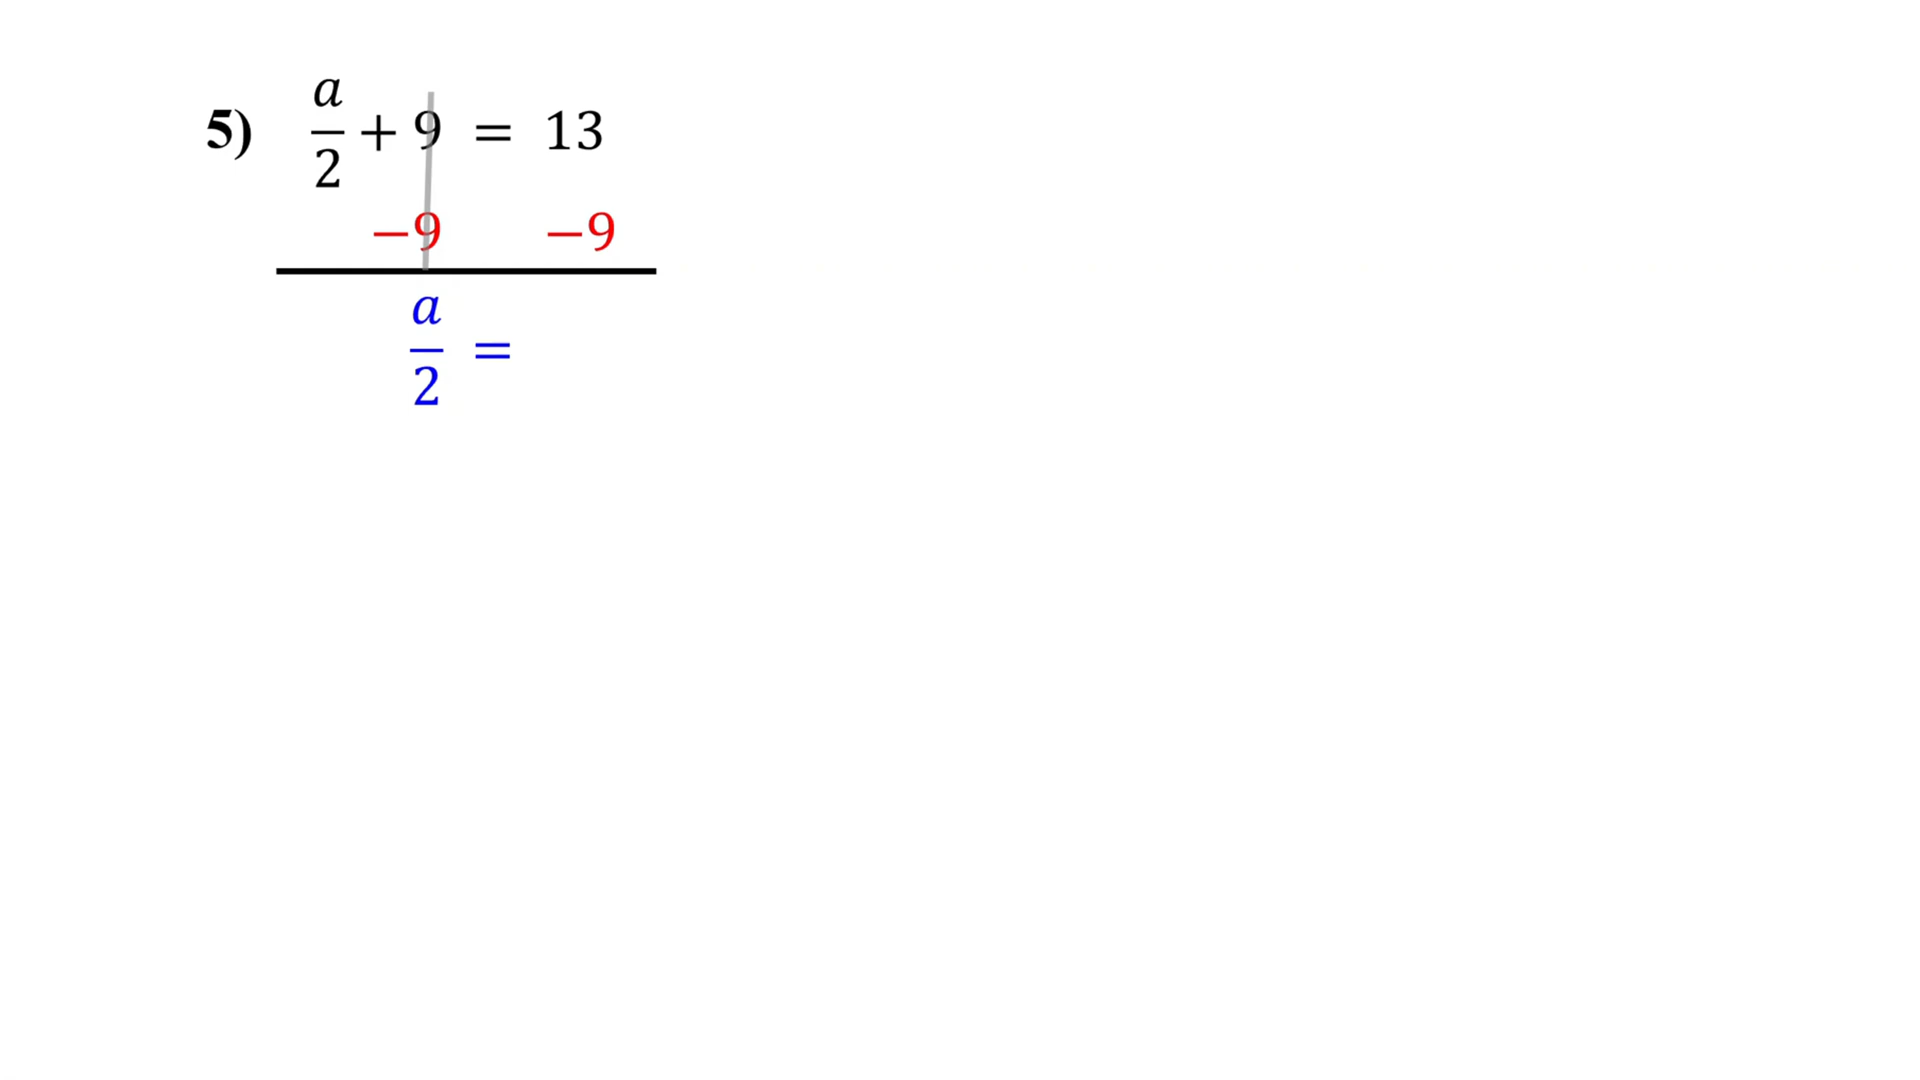 5) a/2 + 9 = 13
−9 −9
a/2 =